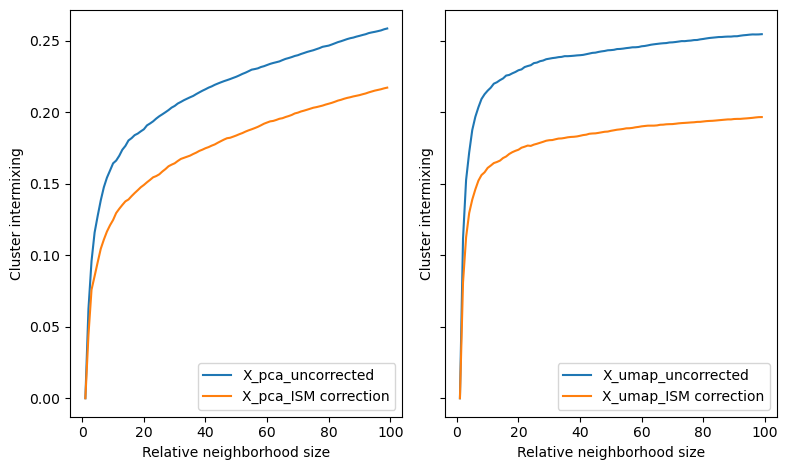 0.25
0.20
0.15
0.10
0.05
0.00
Cluster intermixing
X_pca_uncorrected
X_pca_ISM correction
0 20 40 60 80 100
Relative neighborhood size
Cluster intermixing
X_umap_uncorrected
X_umap_ISM correction
0 20 40 60 80 100
Relative neighborhood size